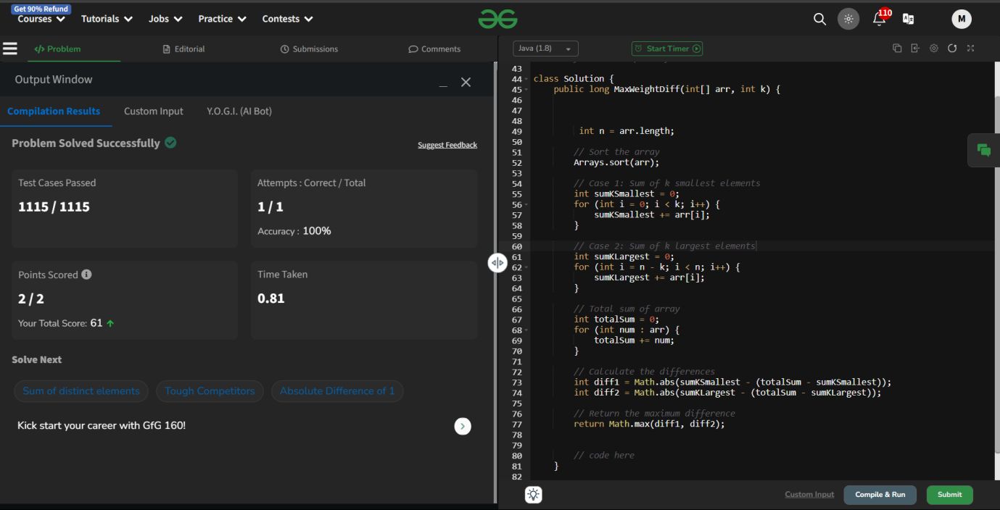 Get 90% Refund
Courses Tutorials Jobs Practice Contests
110
M
</> Problem Editorial Submissions Comments
Java (1.8) Start Timer
Output Window
Compilation Results Custom Input Y.O.G.I. (AI Bot)
Problem Solved Successfully
Suggest Feedback
Test Cases Passed
1115 / 1115
Attempts : Correct / Total
1 / 1
Accuracy : 100%
Points Scored
2 / 2
Your Total Score: 61
Time Taken
0.81
Solve Next
Sum of distinct elements Tough Competitors Absolute Difference of 1
Kick start your career with GfG 160!
43
44 class Solution {
45 public long MaxWeightDiff(int[] arr, int k) {
46
47
48
49 int n = arr.length;
50
51 // Sort the array
52 Arrays.sort(arr);
53
54 // Case 1: Sum of k smallest elements
55 int sumKSmallest = 0;
56 for (int i = 0; i < k; i++) {
57 sumKSmallest += arr[i];
58 }
59
60 // Case 2: Sum of k largest elements
61 int sumKLargest = 0;
62 for (int i = n - k; i < n; i++) {
63 sumKLargest += arr[i];
64 }
65
66 // Total sum of array
67 int totalSum = 0;
68 for (int num : arr) {
69 totalSum += num;
70 }
71
72 // Calculate the differences
73 int diff1 = Math.abs(sumKSmallest - (totalSum - sumKSmallest));
74 int diff2 = Math.abs(sumKLargest - (totalSum - sumKLargest));
75
76 // Return the maximum difference
77 return Math.max(diff1, diff2);
78
79
80 // code here
81 }
82
Custom Input Compile & Run Submit